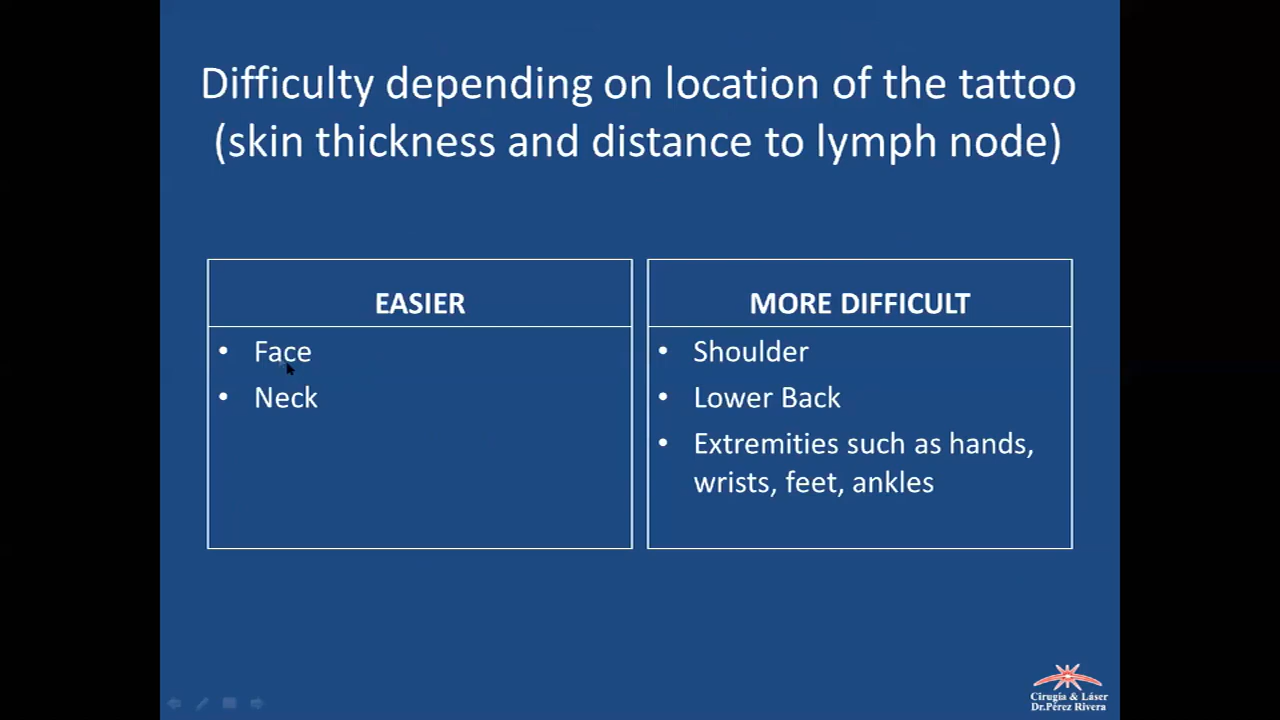 Difficulty depending on location of the tattoo
(skin thickness and distance to lymph node)
EASIER
• Face
• Neck
MORE DIFFICULT
• Shoulder
• Lower Back
• Extremities such as hands,
wrists, feet, ankles
Cirugía & Láser
Dr.Pérez Rivera